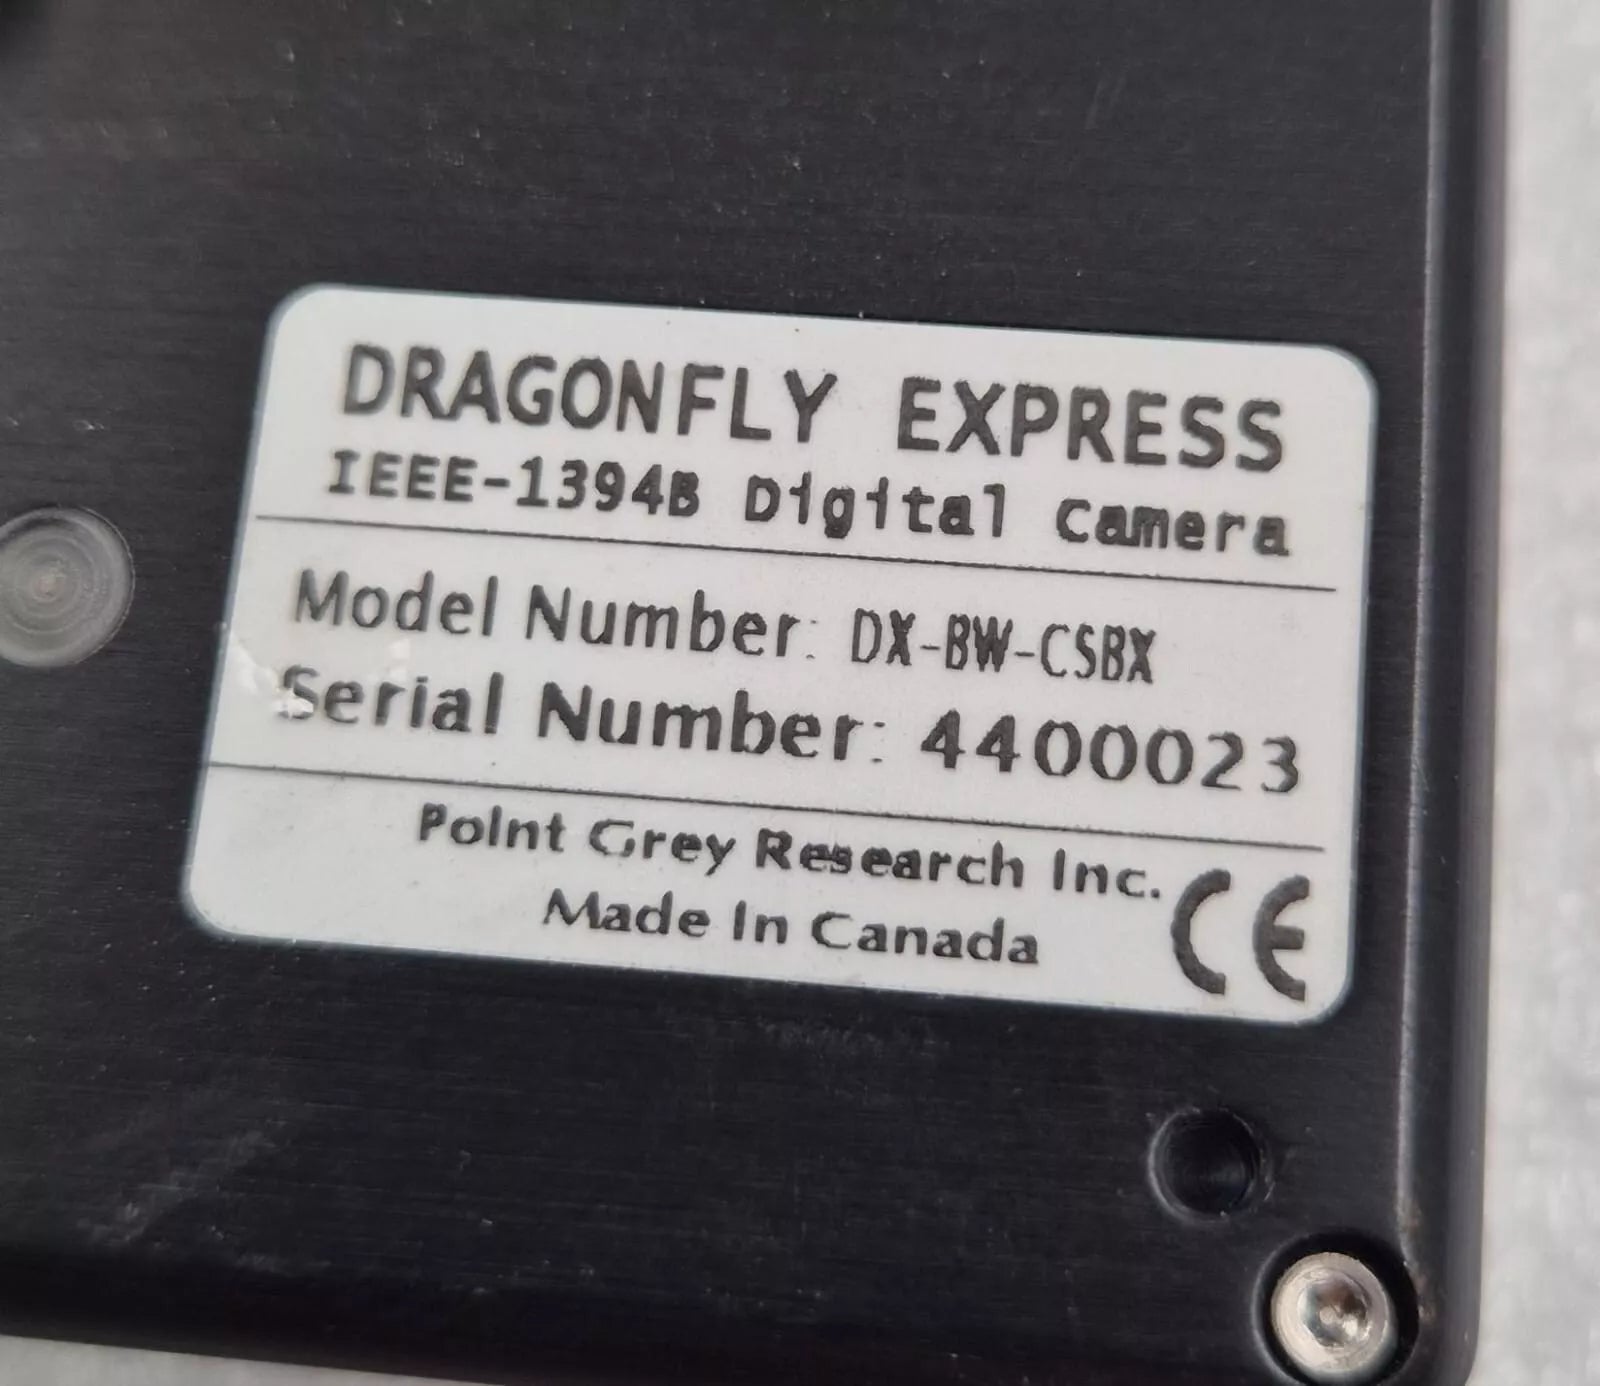 DRAGONFLY EXPRESS
IEEE-1394B Digital Camera
Model Number: DX-BW-CSBX
Serial Number: 4400023
Point Grey Research Inc.
Made In Canada
CE